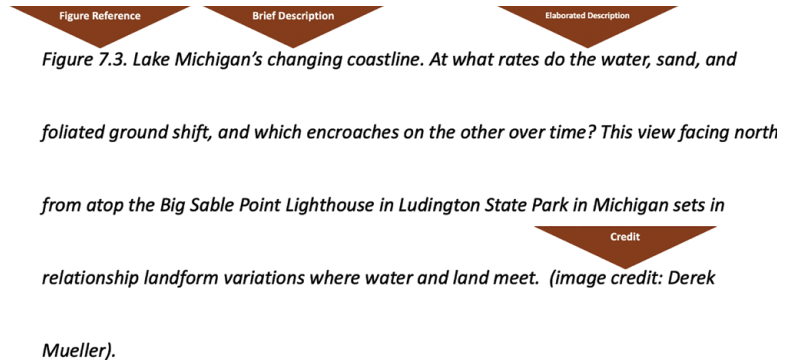 Figure Reference Brief Description Elaborated Description
Figure 7.3. Lake Michigan’s changing coastline. At what rates do the water, sand, and
foliated ground shift, and which encroaches on the other over time? This view facing north
from atop the Big Sable Point Lighthouse in Ludington State Park in Michigan sets in
Credit
relationship landform variations where water and land meet.  (image credit: Derek
Mueller).